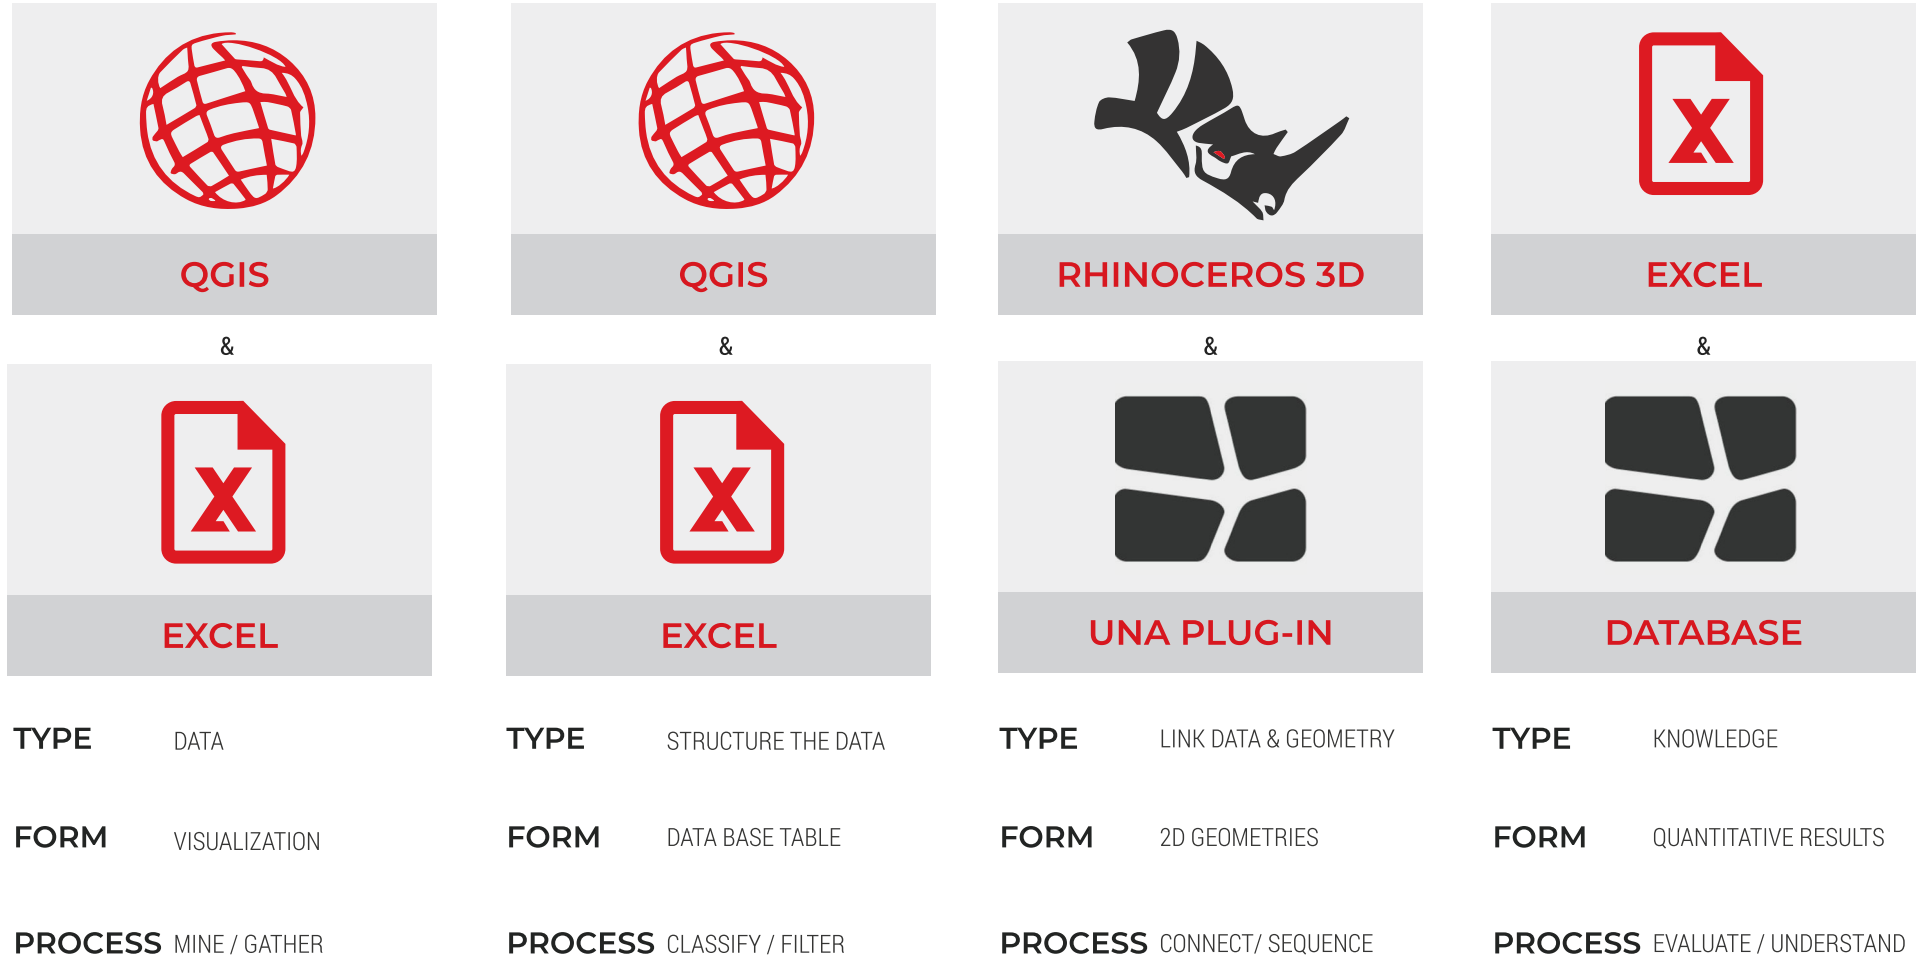 QGIS
&
EXCEL
TYPE DATA
FORM VISUALIZATION
PROCESS MINE / GATHER
QGIS
&
EXCEL
TYPE STRUCTURE THE DATA
FORM DATA BASE TABLE
PROCESS CLASSIFY / FILTER
RHINOCEROS 3D
&
UNA PLUG-IN
TYPE LINK DATA & GEOMETRY
FORM 2D GEOMETRIES
PROCESS CONNECT/ SEQUENCE
EXCEL
&
DATABASE
TYPE KNOWLEDGE
FORM QUANTITATIVE RESULTS
PROCESS EVALUATE / UNDERSTAND